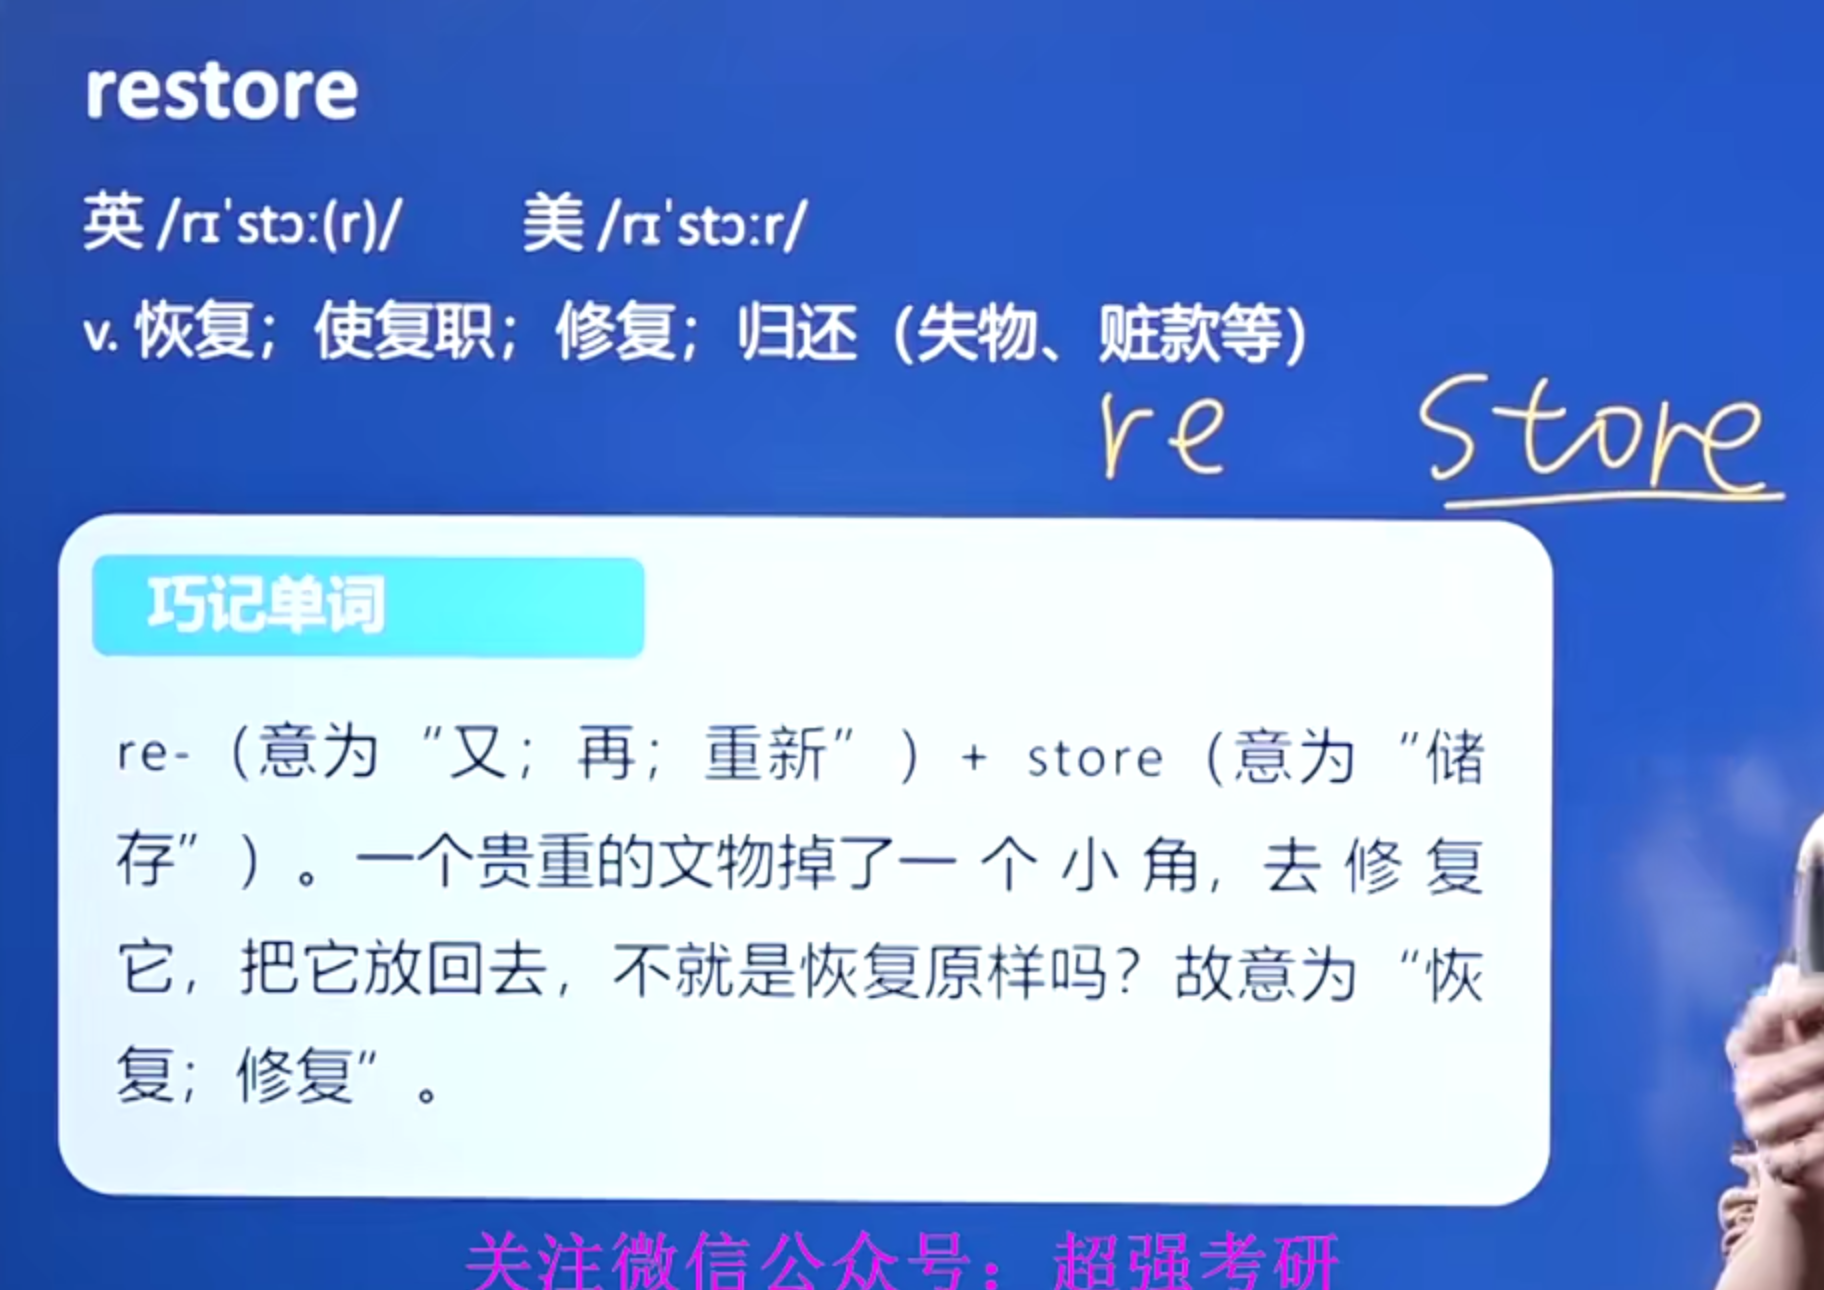 restore
英 /rɪˈstɔː(r)/ 美 /rɪˈstɔːr/
v. 恢复；使复职；修复；归还（失物、赃款等）
re store
巧记单词
re-（意为“又；再；重新”）+ store（意为“储
存”）。一个贵重的文物掉了一个小角，去修复
它，把它放回去，不就是恢复原样吗？故意为“恢
复；修复”。
关注微信公众号：超强考研